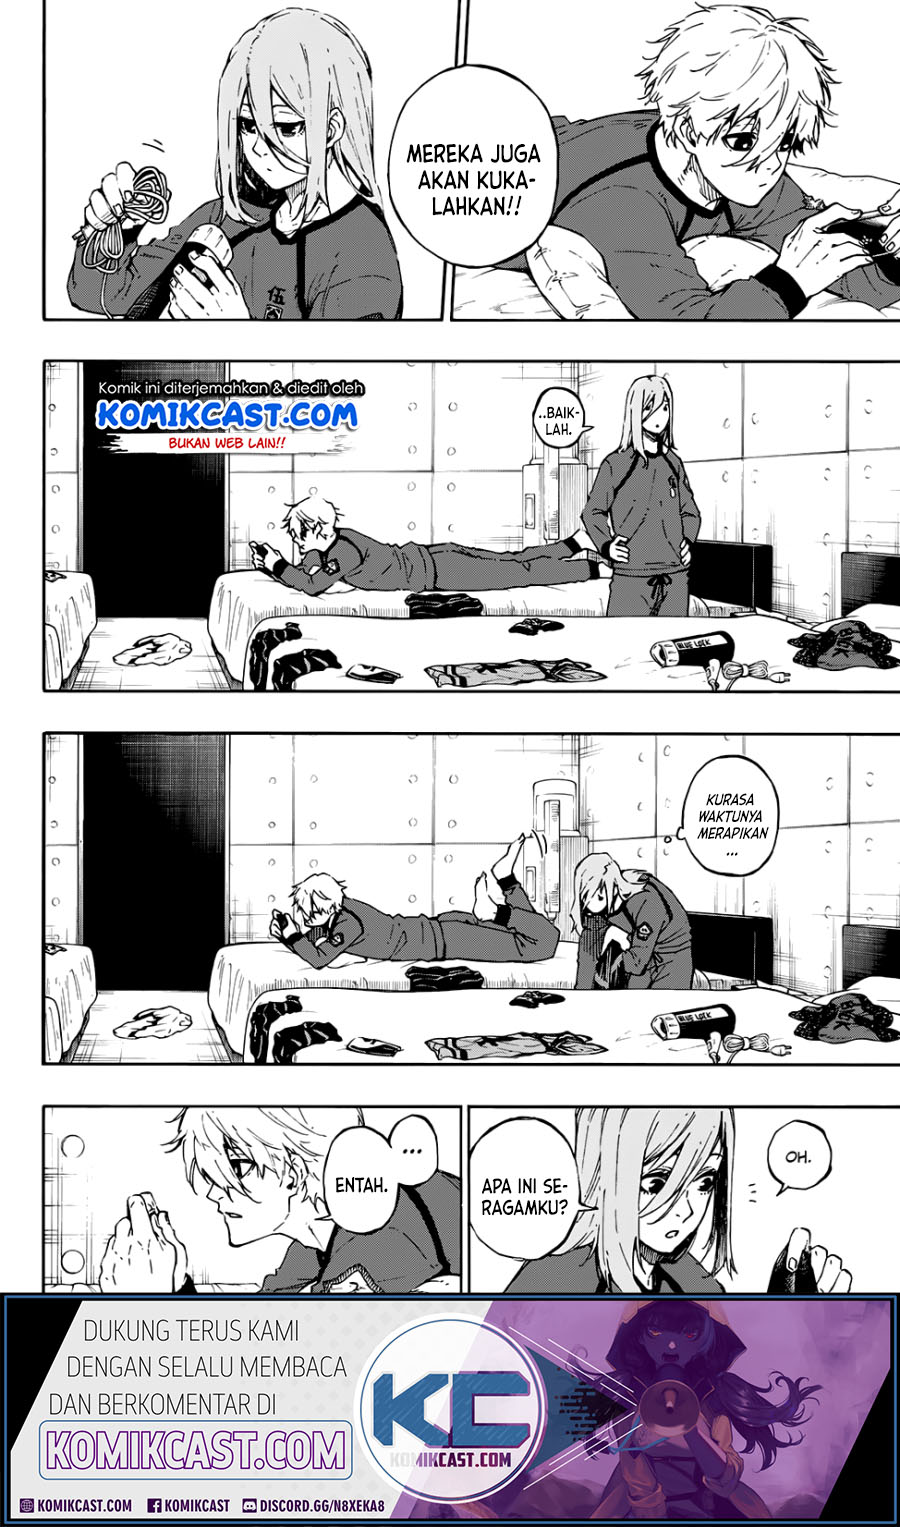 MEREKA JUGA
AKAN KUKA-
LAHKAN!!
伍
Komik ini diterjemahkan & diedit oleh
KOMIKCAST.COM
BUKAN WEB LAIN!!
..BAIK-
LAH.
BLUE LOCK
KURASA
WAKTUNYA
MERAPIKAN
...
BLUE LOCK
OH.
APA INI SE-
RAGAMKU?
...
ENTAH.
DUKUNG TERUS KAMI
DENGAN SELALU MEMBACA
DAN BERKOMENTAR DI
KOMIKCAST.COM
KC
KOMIKCAST.COM
KOMIKCAST.COM
KOMIKCAST
DISCORD.GG/N8XEKA8